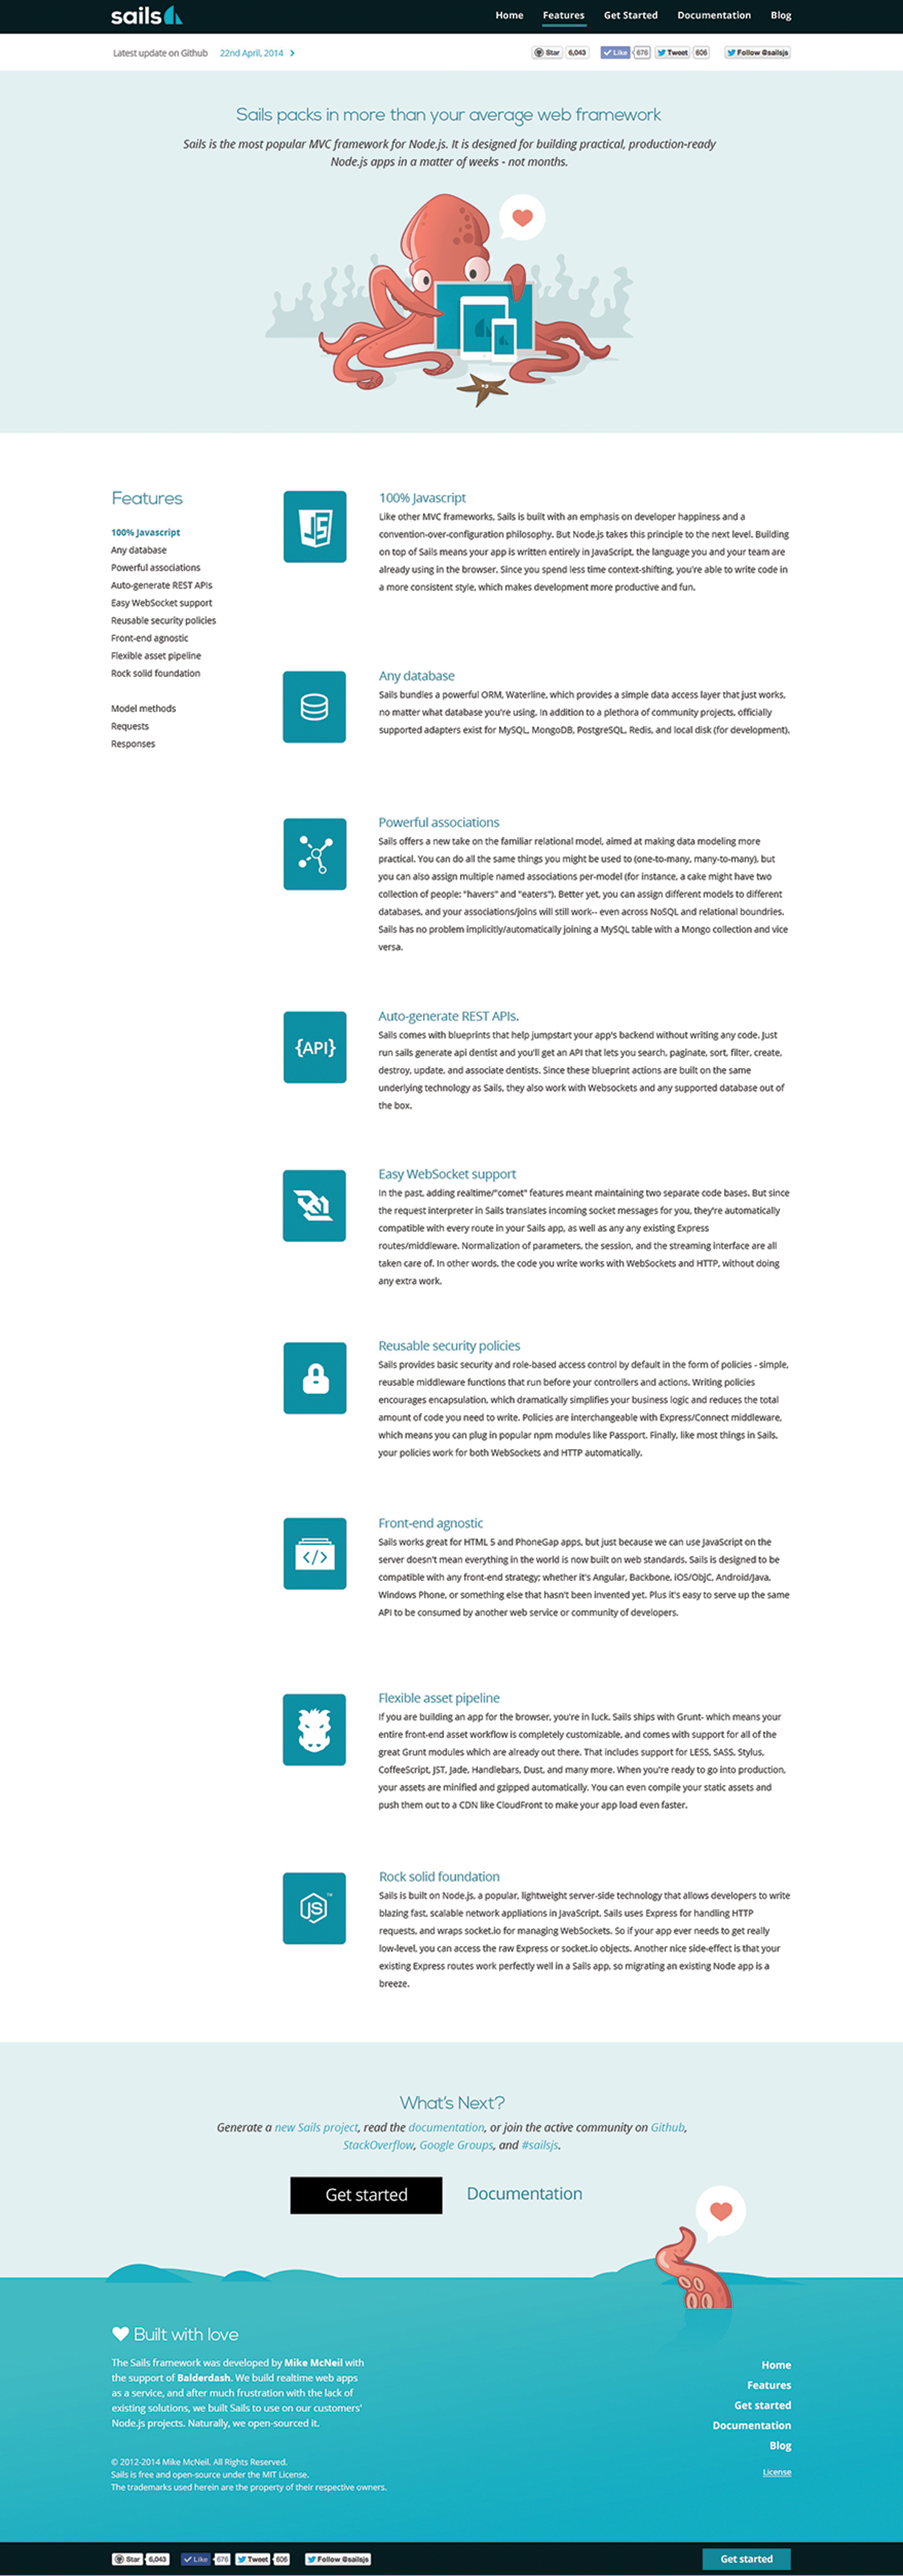 sails
Home Features Get Started Documentation Blog
Latest update on Github 22nd April, 2014 >
Star 6,043 Like 676 Tweet 606 Follow @sailsjs
Sails packs in more than your average web framework
Sails is the most popular MVC framework for Node.js. It is designed for building practical, production-ready
Node.js apps in a matter of weeks - not months.
Features
100% Javascript
Any database
Powerful associations
Auto-generate REST APIs
Easy WebSocket support
Reusable security policies
Front-end agnostic
Flexible asset pipeline
Rock solid foundation
Model methods
Requests
Responses
JS
100% Javascript
Like other MVC frameworks, Sails is built with an emphasis on developer happiness and a
convention-over-configuration philosophy. But Node.js takes this principle to the next level. Building
on top of Sails means your app is written entirely in JavaScript, the language you and your team are
already using in the browser. Since you spend less time context-shifting, you're able to write code in
a more consistent style, which makes development more productive and fun.
Any database
Sails bundles a powerful ORM, Waterline, which provides a simple data access layer that just works,
no matter what database you're using. In addition to a plethora of community projects, officially
supported adapters exist for MySQL, MongoDB, PostgreSQL, Redis, and local disk (for development).
Powerful associations
Sails offers a new take on the familiar relational model, aimed at making data modeling more
practical. You can do all the same things you might be used to (one-to-many, many-to-many), but
you can also assign multiple named associations per-model (for instance, a cake might have two
collection of people: "havers" and "eaters"). Better yet, you can assign different models to different
databases, and your associations/joins will still work-- even across NoSQL and relational boundries.
Sails has no problem implicitly/automatically joining a MySQL table with a Mongo collection and vice
versa.
{API}
Auto-generate REST APIs.
Sails comes with blueprints that help jumpstart your app's backend without writing any code. Just
run sails generate api dentist and you'll get an API that lets you search, paginate, sort, filter, create,
destroy, update, and associate dentists. Since these blueprint actions are built on the same
underlying technology as Sails, they also work with Websockets and any supported database out of
the box.
Easy WebSocket support
In the past, adding realtime/"comet" features meant maintaining two separate code bases. But since
the request interpreter in Sails translates incoming socket messages for you, they're automatically
compatible with every route in your Sails app, as well as any any existing Express
routes/middleware. Normalization of parameters, the session, and the streaming interface are all
taken care of. In other words, the code you write works with WebSockets and HTTP, without doing
any extra work.
Reusable security policies
Sails provides basic security and role-based access control by default in the form of policies - simple,
reusable middleware functions that run before your controllers and actions. Writing policies
encourages encapsulation, which dramatically simplifies your business logic and reduces the total
amount of code you need to write. Policies are interchangeable with Express/Connect middleware,
which means you can plug in popular npm modules like Passport. Finally, like most things in Sails,
your policies work for both WebSockets and HTTP automatically.
</>
Front-end agnostic
Sails works great for HTML 5 and PhoneGap apps, but just because we can use JavaScript on the
server doesn't mean everything in the world is now built on web standards. Sails is designed to be
compatible with any front-end strategy; whether it's Angular, Backbone, iOS/ObjC, Android/Java,
Windows Phone, or something else that hasn't been invented yet. Plus it's easy to serve up the same
API to be consumed by another web service or community of developers.
Flexible asset pipeline
If you are building an app for the browser, you're in luck. Sails ships with Grunt- which means your
entire front-end asset workflow is completely customizable, and comes with support for all of the
great Grunt modules which are already out there. That includes support for LESS, SASS, Stylus,
CoffeeScript, JST, Jade, Handlebars, Dust, and many more. When you're ready to go into production,
your assets are minified and gzipped automatically. You can even compile your static assets and
push them out to a CDN like CloudFront to make your app load even faster.
JS ™
Rock solid foundation
Sails is built on Node.js, a popular, lightweight server-side technology that allows developers to write
blazing fast, scalable network appliations in JavaScript. Sails uses Express for handling HTTP
requests, and wraps socket.io for managing WebSockets. So if your app ever needs to get really
low-level, you can access the raw Express or socket.io objects. Another nice side-effect is that your
existing Express routes work perfectly well in a Sails app, so migrating an existing Node app is a
breeze.
What's Next?
Generate a new Sails project, read the documentation, or join the active community on Github,
StackOverflow, Google Groups, and #sailsjs.
Get started Documentation
Built with love
The Sails framework was developed by Mike McNeil with
the support of Balderdash. We build realtime web apps
as a service, and after much frustration with the lack of
existing solutions, we built Sails to use on our customers'
Node.js projects. Naturally, we open-sourced it.
© 2012-2014 Mike McNeil. All Rights Reserved.
Sails is free and open-source under the MIT License.
The trademarks used herein are the property of their respective owners.
Home
Features
Get started
Documentation
Blog
License
Star 6,043 Like 676 Tweet 606 Follow @sailsjs
Get started